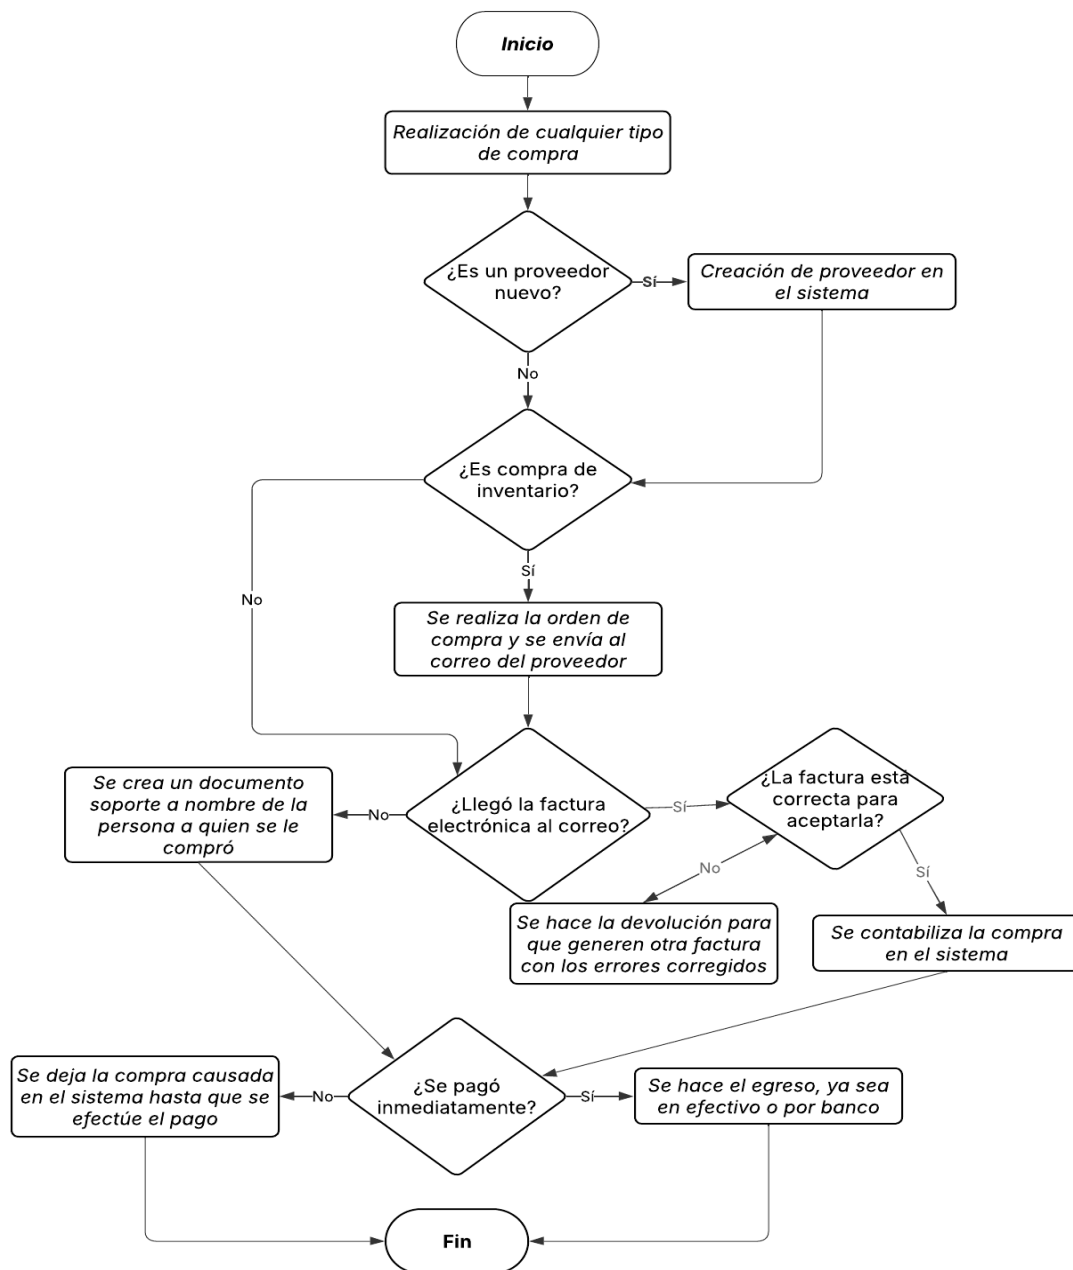 Inicio
Realización de cualquier tipo
de compra
¿Es un proveedor
nuevo?
Sí
Creación de proveedor en
el sistema
No
¿Es compra de
inventario?
Sí
No
Se realiza la orden de
compra y se envía al
correo del proveedor
Se crea un documento
soporte a nombre de la
persona a quien se le
compró
No
¿Llegó la factura
electrónica al correo?
Sí
¿La factura está
correcta para
aceptarla?
No
Sí
Se hace la devolución para
que generen otra factura
con los errores corregidos
Se contabiliza la compra
en el sistema
Se deja la compra causada
en el sistema hasta que se
efectúe el pago
No
¿Se pagó
inmediatamente?
Sí
Se hace el egreso, ya sea
en efectivo o por banco
Fin